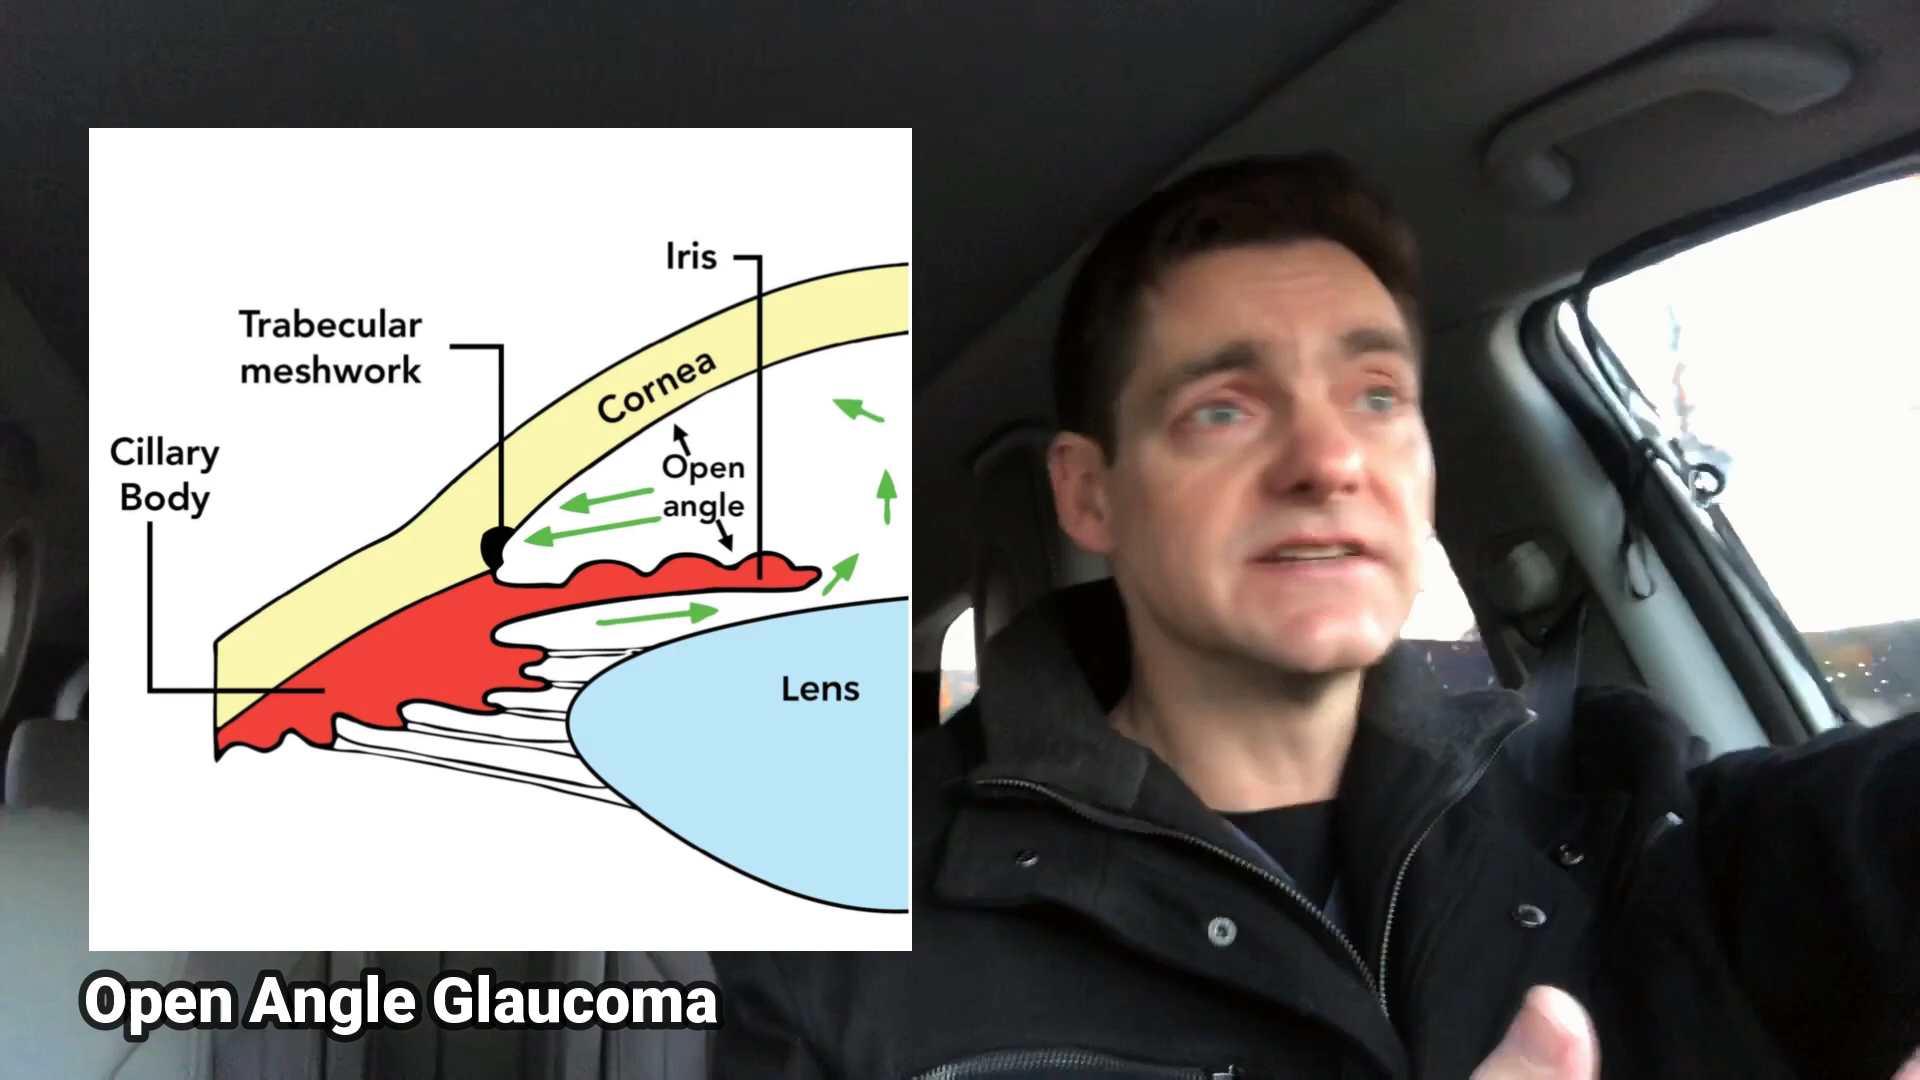 Iris
Trabecular
meshwork
Cornea
Cillary
Body
Open
angle
Lens
Open Angle Glaucoma